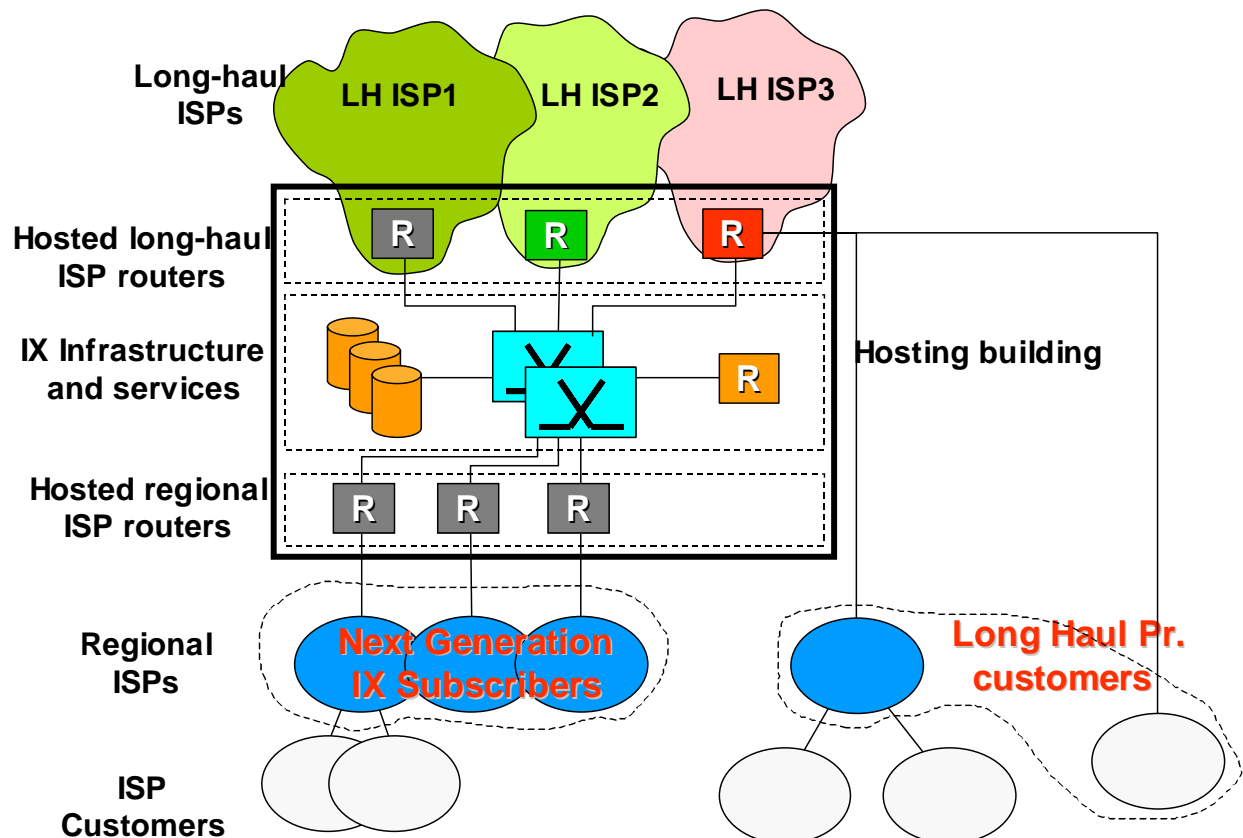 Long-haul
ISPs
LH ISP1
LH ISP2
LH ISP3
Hosted long-haul
ISP routers
R
R
R
IX Infrastructure
and services
R
Hosting building
Hosted regional
ISP routers
R
R
R
Regional
ISPs
Next Generation
IX Subscribers
Long Haul Pr.
customers
ISP
Customers